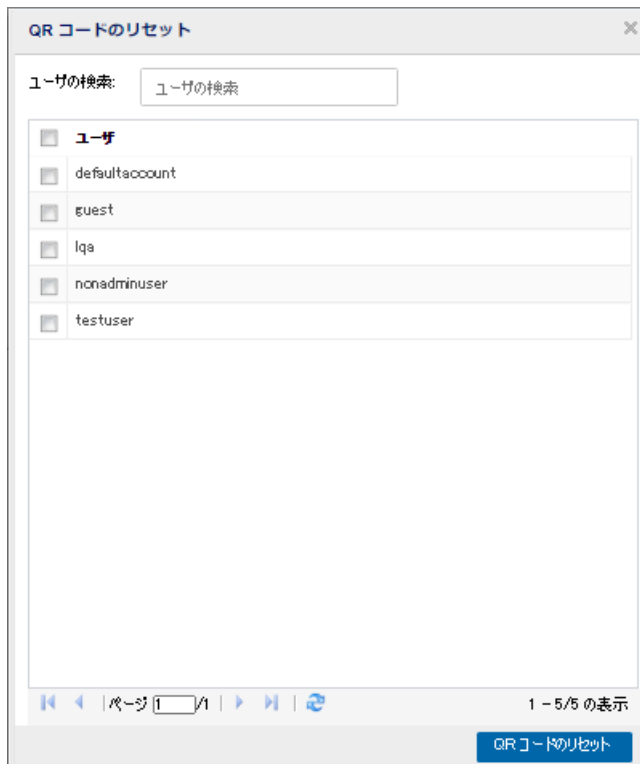 QR コードのリセット
ユーザの検索: ユーザの検索
ユーザ
defaultaccount
guest
lqa
nonadminuser
testuser
ページ 1 /1 1 - 5/5 の表示
QR コードのリセット